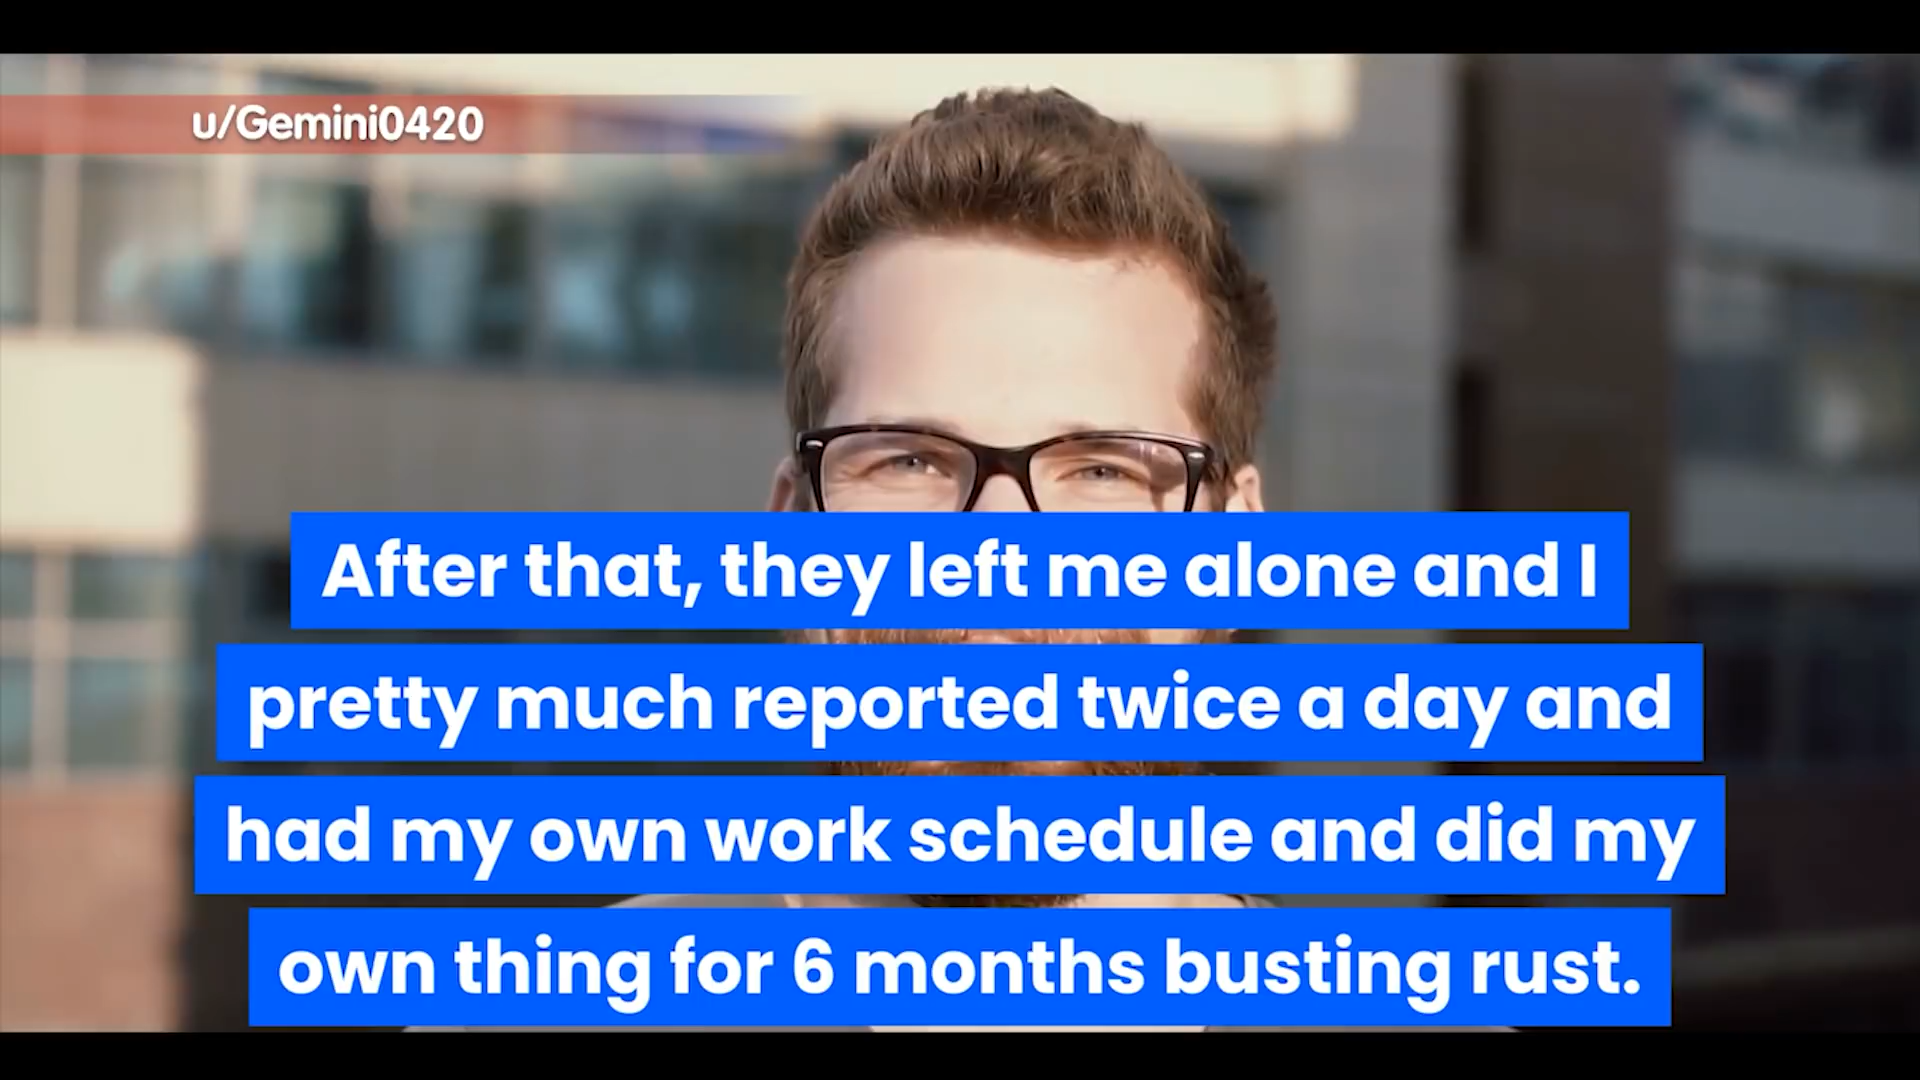 u/Gemini0420
After that, they left me alone and I
pretty much reported twice a day and
had my own work schedule and did my
own thing for 6 months busting rust.